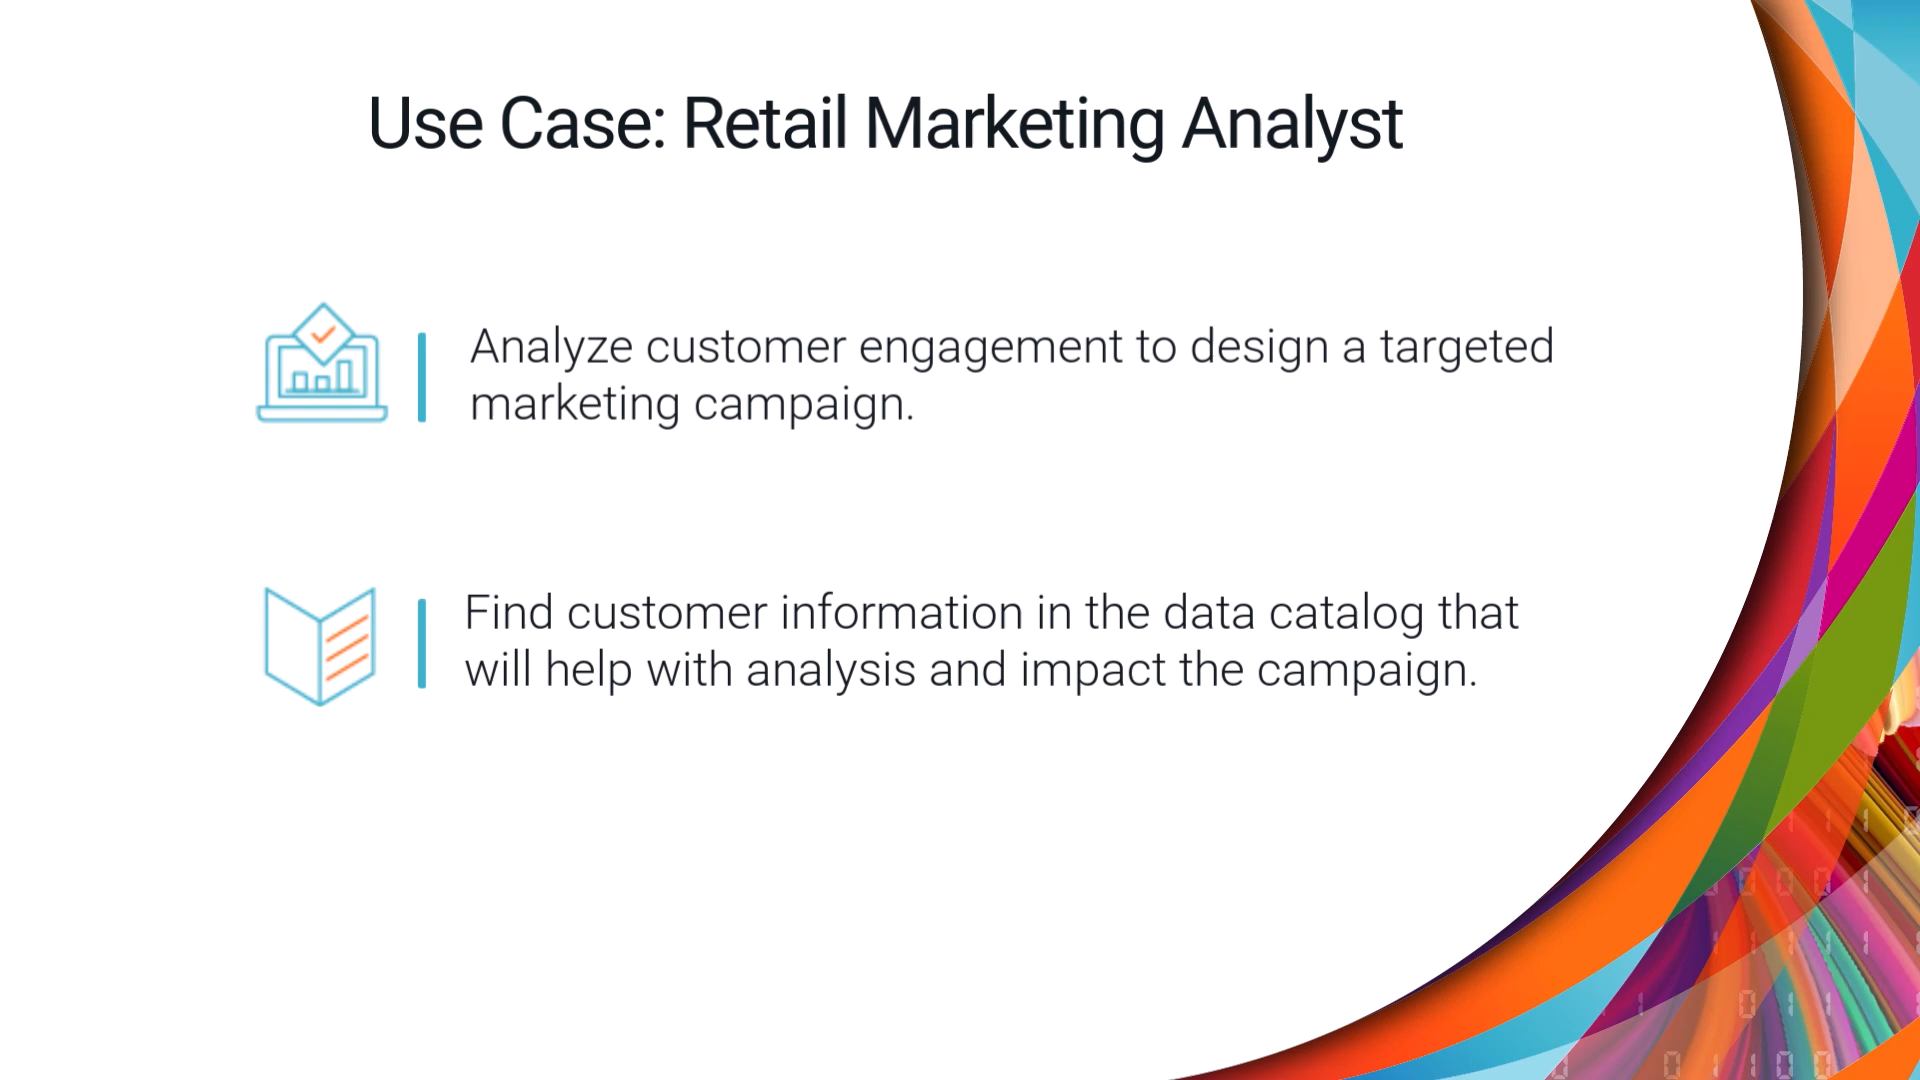 Use Case: Retail Marketing Analyst
Analyze customer engagement to design a targeted
marketing campaign.
Find customer information in the data catalog that
will help with analysis and impact the campaign.